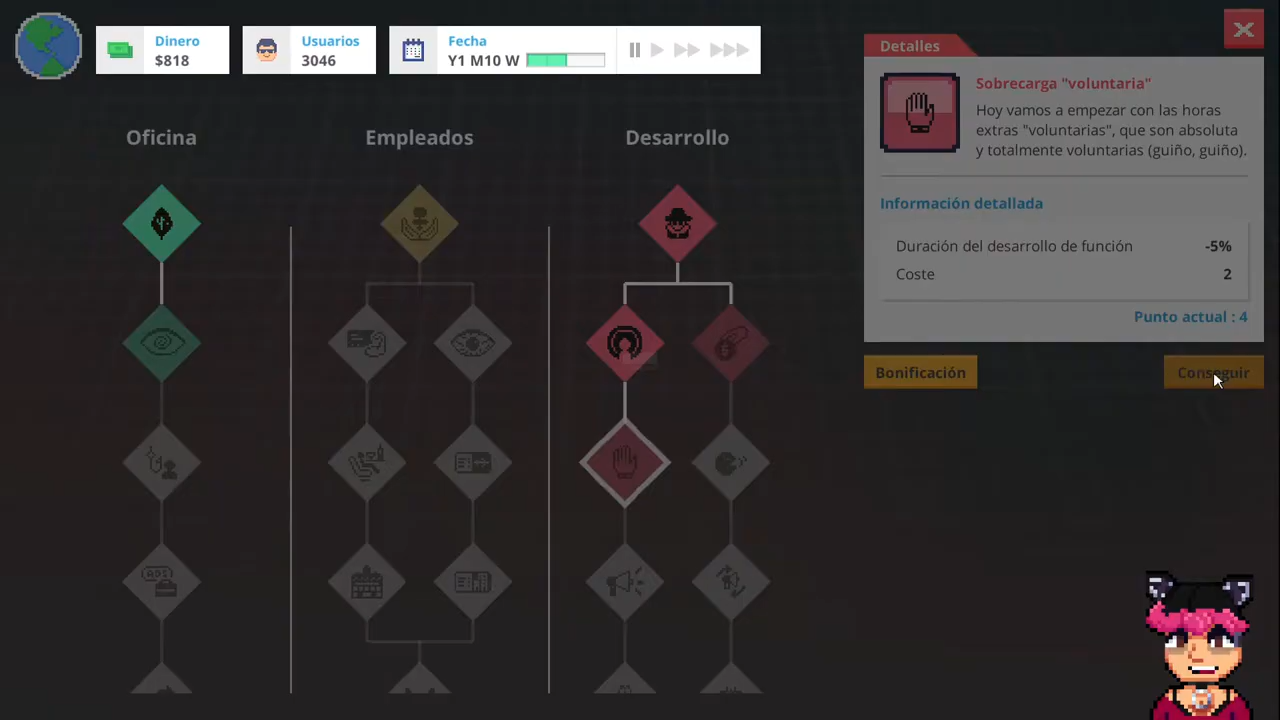 Dinero
$818
Usuarios
3046
Fecha
Y1 M10 W
Oficina
Empleados
Desarrollo
Detalles
Sobrecarga "voluntaria"
Hoy vamos a empezar con las horas
extras "voluntarias", que son absoluta
y totalmente voluntarias (guiño, guiño).
Información detallada
Duración del desarrollo de función -5%
Coste 2
Punto actual : 4
Bonificación
Conseguir